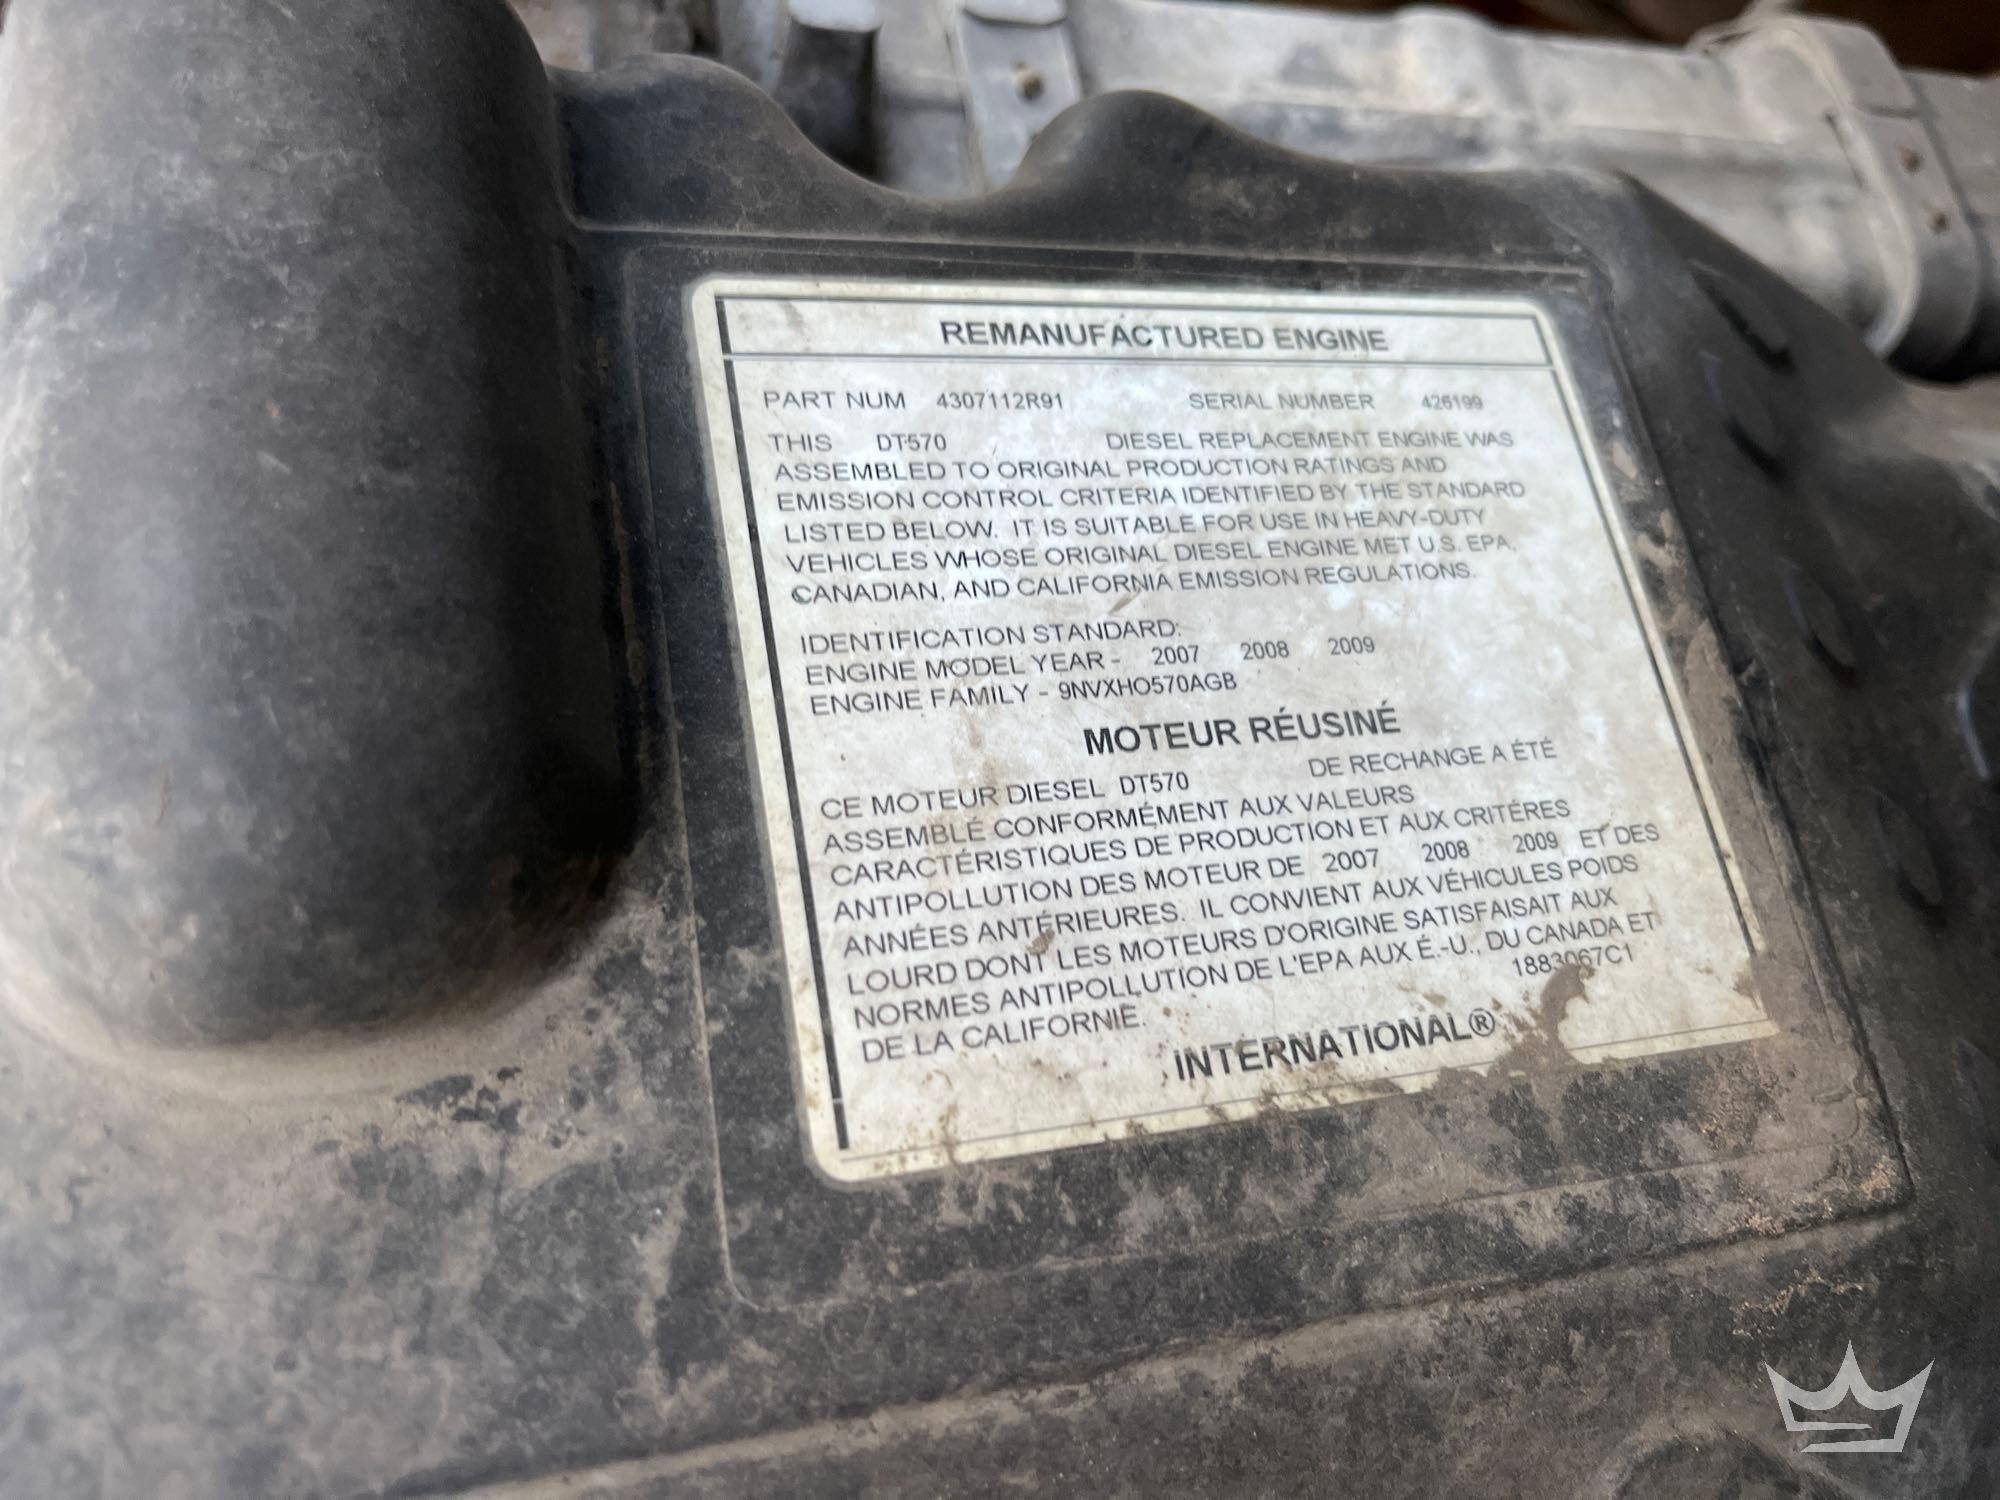 REMANUFACTURED ENGINE
PART NUM 4307112R91 SERIAL NUMBER 426199
THIS DT570 DIESEL REPLACEMENT ENGINE WAS
ASSEMBLED TO ORIGINAL PRODUCTION RATINGS AND
EMISSION CONTROL CRITERIA IDENTIFIED BY THE STANDARD
LISTED BELOW. IT IS SUITABLE FOR USE IN HEAVY-DUTY
VEHICLES WHOSE ORIGINAL DIESEL ENGINE MET U.S. EPA,
CANADIAN, AND CALIFORNIA EMISSION REGULATIONS.
IDENTIFICATION STANDARD:
ENGINE MODEL YEAR - 2007 2008 2009
ENGINE FAMILY - 9NVXHO570AGB
MOTEUR RÉUSINÉ
CE MOTEUR DIESEL DT570 DE RECHANGE A ÉTÉ
ASSEMBLÉ CONFORMÉMENT AUX VALEURS
CARACTÉRISTIQUES DE PRODUCTION ET AUX CRITÉRES
ANTIPOLLUTION DES MOTEUR DE 2007 2008 2009 ET DES
ANNÉES ANTÉRIEURES. IL CONVIENT AUX VÉHICULES POIDS
LOURD DONT LES MOTEURS D'ORIGINE SATISFAISAIT AUX
NORMES ANTIPOLLUTION DE L'EPA AUX É.-U., DU CANADA ET
DE LA CALIFORNIE. 1883067C1
INTERNATIONAL®